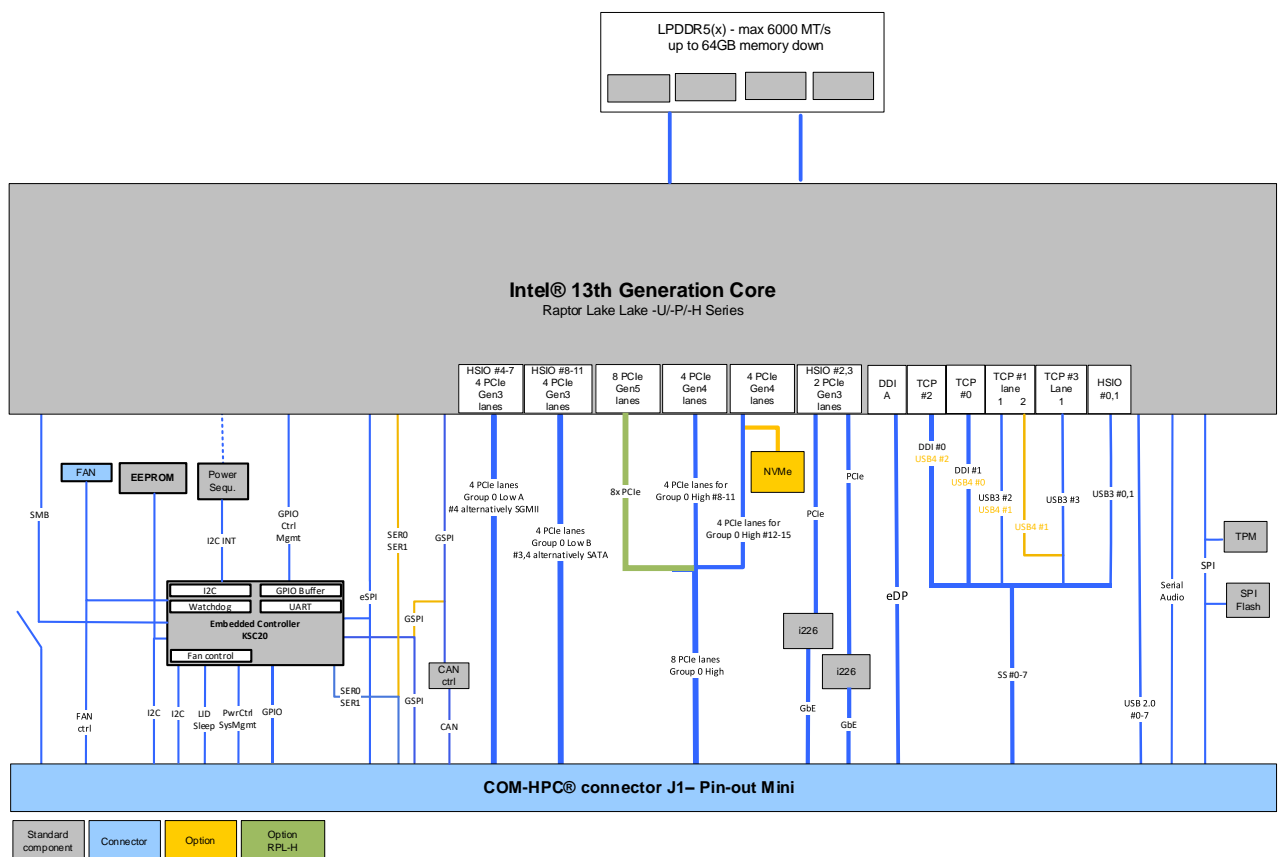 LPDDR5(x) - max 6000 MT/s
up to 64GB memory down
Intel® 13th Generation Core
Raptor Lake Lake -U/-P/-H Series
HSIO #4-7
4 PCIe
Gen3
lanes
HSIO #8-11
4 PCIe
Gen3
lanes
8 PCIe
Gen5
lanes
4 PCIe
Gen4
lanes
4 PCIe
Gen4
lanes
HSIO #2,3
2 PCIe
Gen3
lanes
DDI
A
TCP
#2
TCP
#0
TCP #1
lane
1 2
TCP #3
Lane
1
HSIO
#0,1
FAN
EEPROM
Power
Sequ.
NVMe
SMB
I2C INT
GPIO
Ctrl
Mgmt
eSPI
SER0
SER1
GSPI
GSPI
4 PCIe lanes
Group 0 Low A
#4 alternatively SGMII
4 PCIe lanes
Group 0 Low B
#3,4 alternatively SATA
8x PCIe
4 PCIe lanes for
Group 0 High #8-11
4 PCIe lanes for
Group 0 High #12-15
PCIe
PCIe
DDI #0
USB4 #2
DDI #1
USB4 #0
USB3 #2
USB4 #1
USB4 #1
USB3 #3
USB3 #0,1
TPM
SPI
SPI
Flash
Serial
Audio
I2C
GPIO Buffer
Watchdog
UART
Embedded Controller
KSC20
Fan control
eDP
i226
i226
CAN
ctrl
8 PCIe lanes
Group 0 High
SS #0-7
FAN
ctrl
I2C
I2C
LID
Sleep
PwrCtrl
SysMgmt
GPIO
SER0
SER1
GSPI
CAN
GbE
GbE
USB 2.0
#0-7
COM-HPC® connector J1– Pin-out Mini
Standard
component
Connector
Option
Option
RPL-H